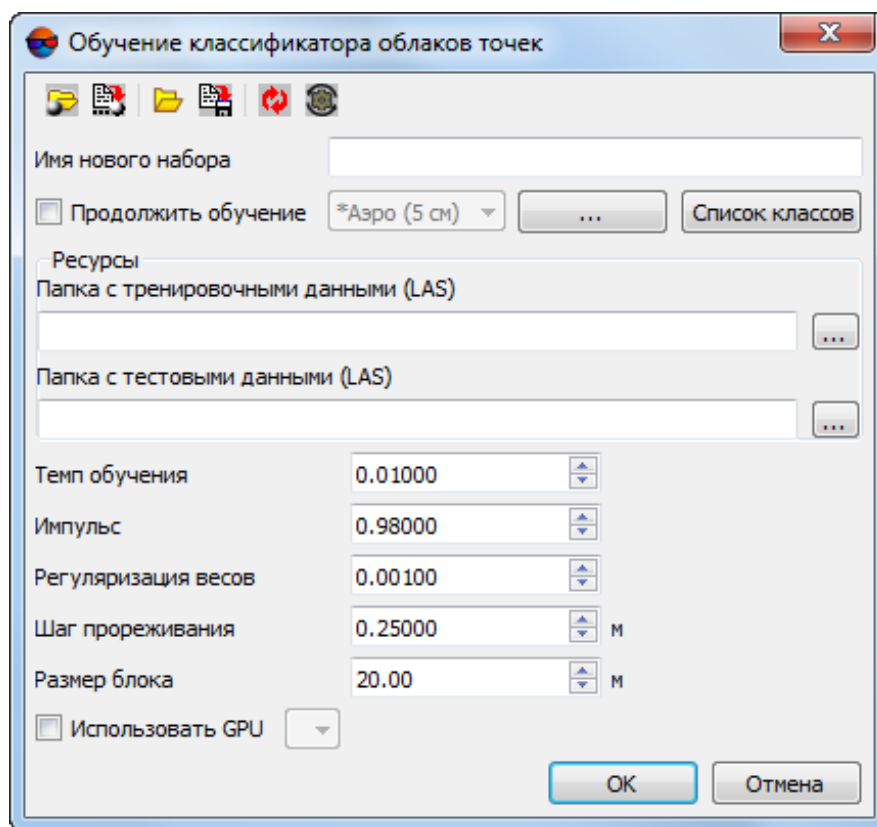 Обучение классификатора облаков точек
Имя нового набора
Продолжить обучение *Аэро (5 см) ... Список классов
Ресурсы
Папка с тренировочными данными (LAS)
...
Папка с тестовыми данными (LAS)
...
Темп обучения 0.01000
Импульс 0.98000
Регуляризация весов 0.00100
Шаг прореживания 0.25000 м
Размер блока 20.00 м
Использовать GPU
OK Отмена